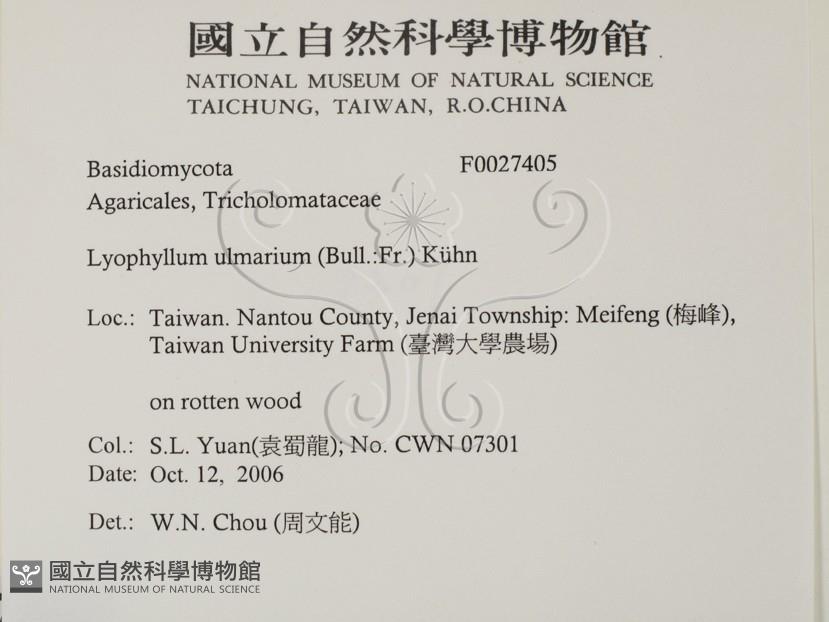 國立自然科學博物館
NATIONAL MUSEUM OF NATURAL SCIENCE
TAICHUNG, TAIWAN, R.O.CHINA
Basidiomycota F0027405
Agaricales, Tricholomataceae
Lyophyllum ulmarium (Bull.:Fr.) Kühn
Loc.: Taiwan. Nantou County, Jenai Township: Meifeng (梅峰),
Taiwan University Farm (臺灣大學農場)
on rotten wood
Col.: S.L. Yuan(袁蜀龍); No. CWN 07301
Date: Oct. 12, 2006
Det.: W.N. Chou (周文能)
國立自然科學博物館
NATIONAL MUSEUM OF NATURAL SCIENCE